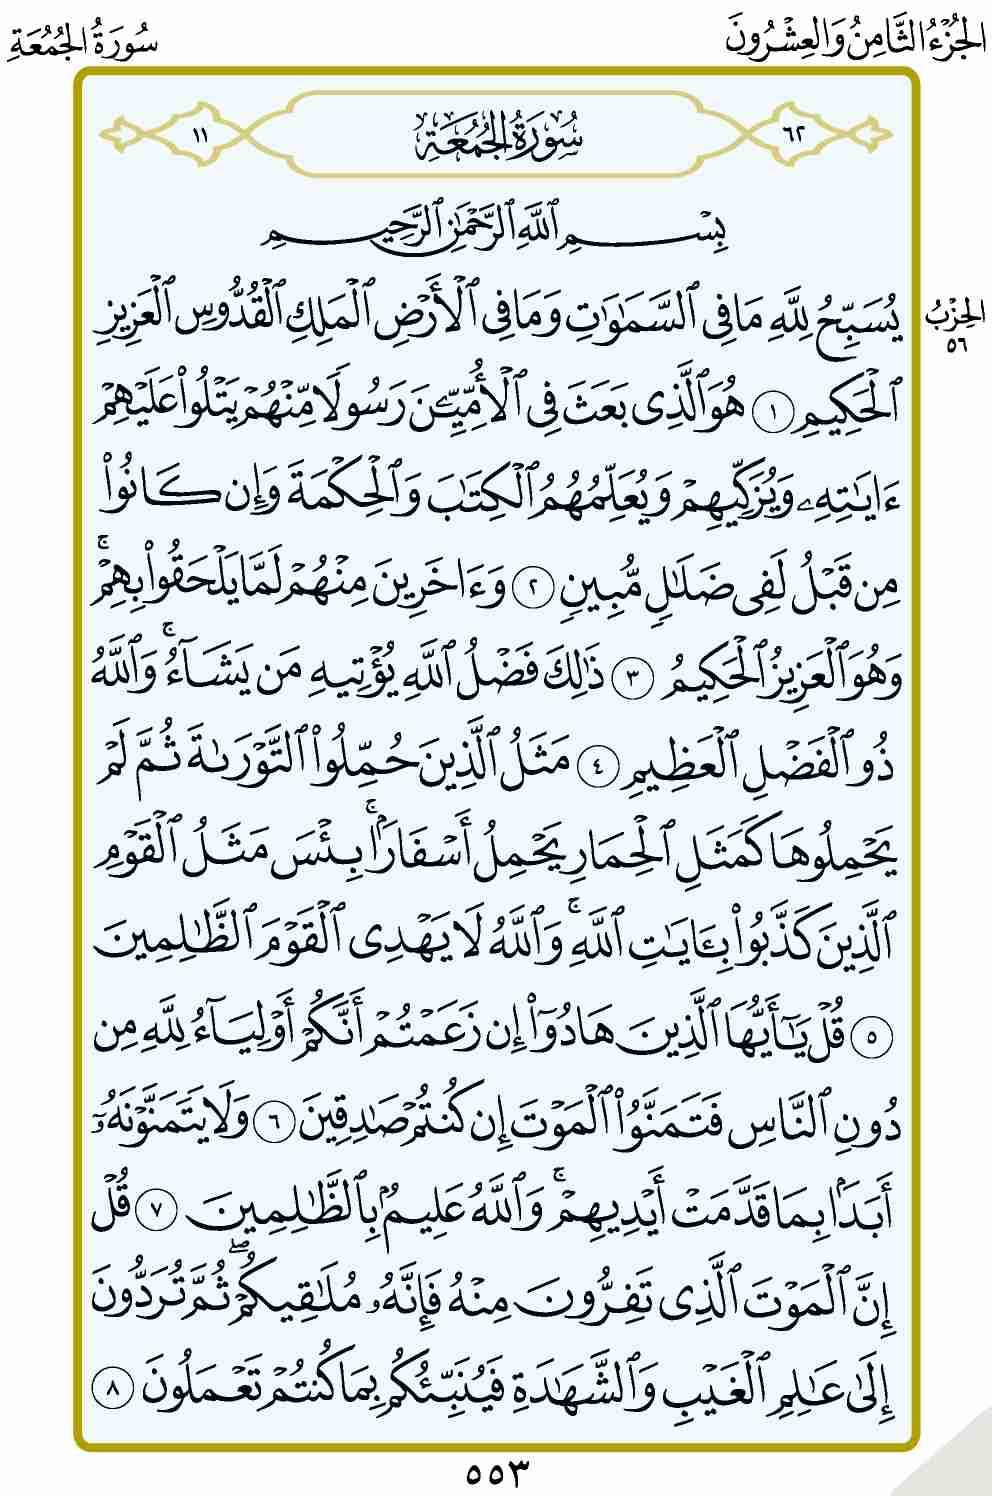 الجُزْءُ الثَّامِنُ وَالعِشْرُونَ
سُورَةُ الجُمُعَةِ
٦٢
سُورَةُ الجُمُعَةِ
١١
بِسْمِ ٱللَّهِ ٱلرَّحْمَٰنِ ٱلرَّحِيمِ
يُسَبِّحُ لِلَّهِ مَا فِى ٱلسَّمَٰوَٰتِ وَمَا فِى ٱلْأَرْضِ ٱلْمَلِكِ ٱلْقُدُّوسِ ٱلْعَزِيزِ
الحِزْبُ
٥٦
ٱلْحَكِيمِ ١ هُوَ ٱلَّذِى بَعَثَ فِى ٱلْأُمِّيِّـۧنَ رَسُولًا مِّنْهُمْ يَتْلُوا۟ عَلَيْهِمْ
ءَايَٰتِهِۦ وَيُزَكِّيهِمْ وَيُعَلِّمُهُمُ ٱلْكِتَٰبَ وَٱلْحِكْمَةَ وَإِن كَانُوا۟
مِن قَبْلُ لَفِى ضَلَٰلٍ مُّبِينٍ ٢ وَءَاخَرِينَ مِنْهُمْ لَمَّا يَلْحَقُوا۟ بِهِمْ ۚ
وَهُوَ ٱلْعَزِيزُ ٱلْحَكِيمُ ٣ ذَٰلِكَ فَضْلُ ٱللَّهِ يُؤْتِيهِ مَن يَشَآءُ ۚ وَٱللَّهُ
ذُو ٱلْفَضْلِ ٱلْعَظِيمِ ٤ مَثَلُ ٱلَّذِينَ حُمِّلُوا۟ ٱلتَّوْرَىٰةَ ثُمَّ لَمْ
يَحْمِلُوهَا كَمَثَلِ ٱلْحِمَارِ يَحْمِلُ أَسْفَارًۢا ۚ بِئْسَ مَثَلُ ٱلْقَوْمِ
ٱلَّذِينَ كَذَّبُوا۟ بِـَٔايَٰتِ ٱللَّهِ ۚ وَٱللَّهُ لَا يَهْدِى ٱلْقَوْمَ ٱلظَّٰلِمِينَ
٥ قُلْ يَٰٓأَيُّهَا ٱلَّذِينَ هَادُوٓا۟ إِن زَعَمْتُمْ أَنَّكُمْ أَوْلِيَآءُ لِلَّهِ مِن
دُونِ ٱلنَّاسِ فَتَمَنَّوُا۟ ٱلْمَوْتَ إِن كُنتُمْ صَٰدِقِينَ ٦ وَلَا يَتَمَنَّوْنَهُۥٓ
أَبَدًۢا بِمَا قَدَّمَتْ أَيْدِيهِمْ ۚ وَٱللَّهُ عَلِيمٌۢ بِٱلظَّٰلِمِينَ ٧ قُلْ
إِنَّ ٱلْمَوْتَ ٱلَّذِى تَفِرُّونَ مِنْهُ فَإِنَّهُۥ مُلَٰقِيكُمْ ۖ ثُمَّ تُرَدُّونَ
إِلَىٰ عَٰلِمِ ٱلْغَيْبِ وَٱلشَّهَٰدَةِ فَيُنَبِّئُكُم بِمَا كُنتُمْ تَعْمَلُونَ ٨
٥٥٣